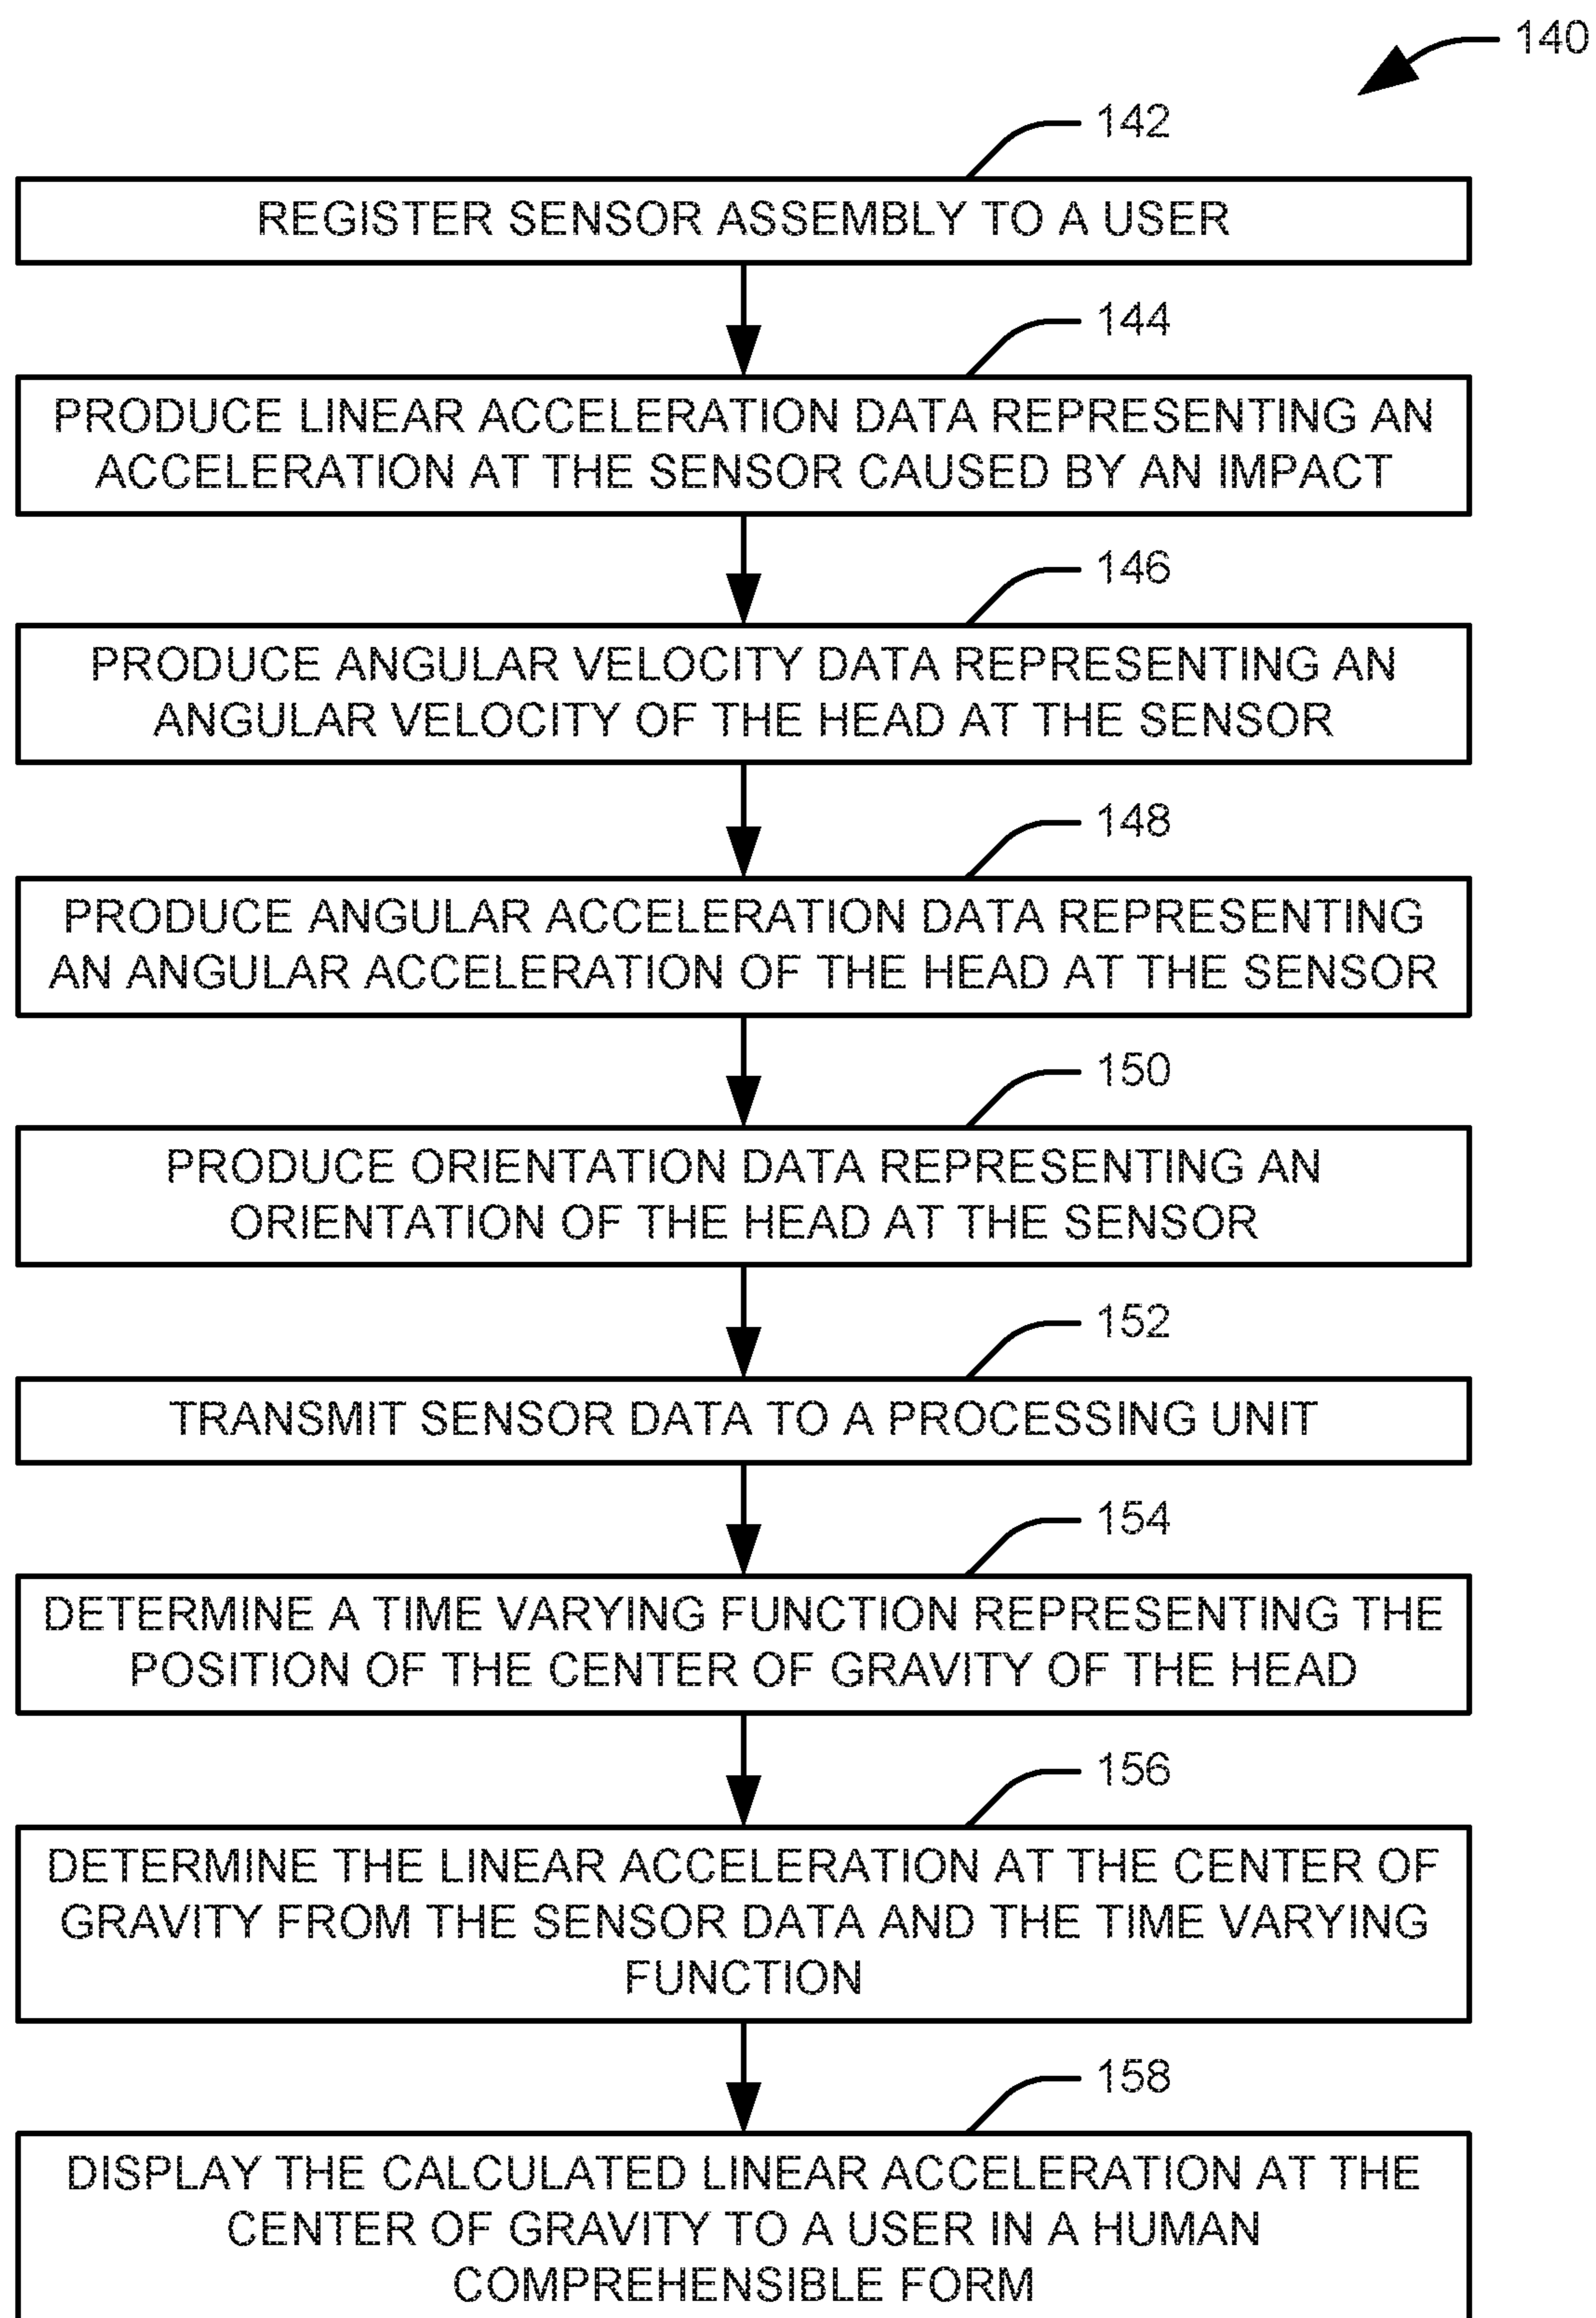 140
142
REGISTER SENSOR ASSEMBLY TO A USER
144
PRODUCE LINEAR ACCELERATION DATA REPRESENTING AN
ACCELERATION AT THE SENSOR CAUSED BY AN IMPACT
146
PRODUCE ANGULAR VELOCITY DATA REPRESENTING AN
ANGULAR VELOCITY OF THE HEAD AT THE SENSOR
148
PRODUCE ANGULAR ACCELERATION DATA REPRESENTING
AN ANGULAR ACCELERATION OF THE HEAD AT THE SENSOR
150
PRODUCE ORIENTATION DATA REPRESENTING AN
ORIENTATION OF THE HEAD AT THE SENSOR
152
TRANSMIT SENSOR DATA TO A PROCESSING UNIT
154
DETERMINE A TIME VARYING FUNCTION REPRESENTING THE
POSITION OF THE CENTER OF GRAVITY OF THE HEAD
156
DETERMINE THE LINEAR ACCELERATION AT THE CENTER OF
GRAVITY FROM THE SENSOR DATA AND THE TIME VARYING
FUNCTION
158
DISPLAY THE CALCULATED LINEAR ACCELERATION AT THE
CENTER OF GRAVITY TO A USER IN A HUMAN
COMPREHENSIBLE FORM